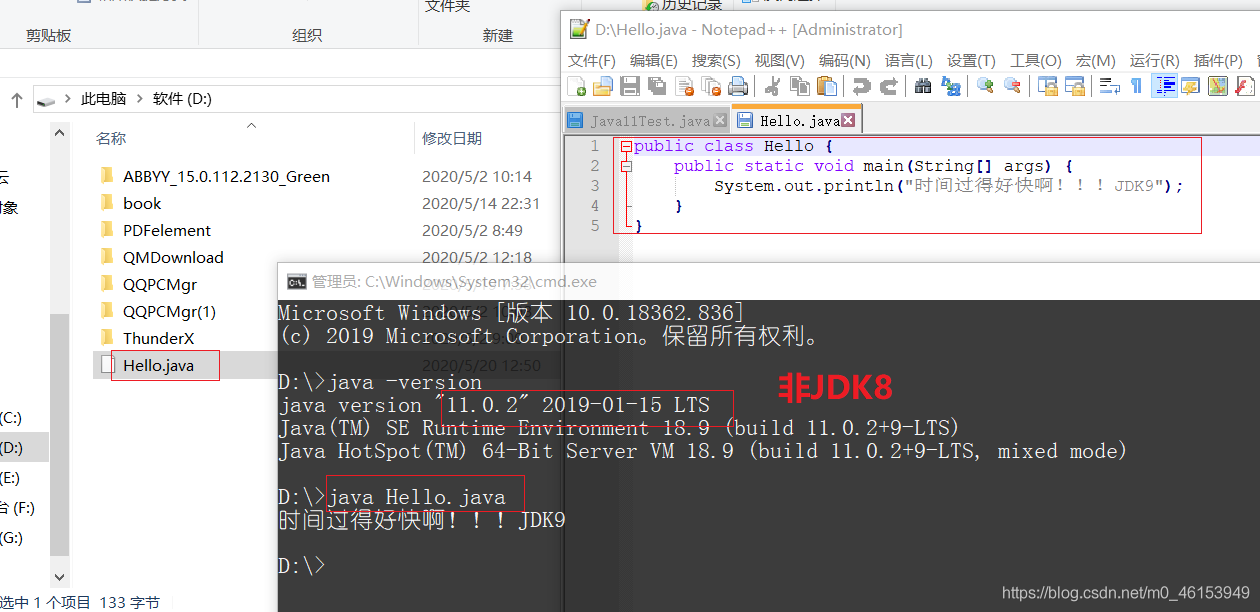 文件夹
历史记录
剪贴板
组织
新建
此电脑 > 软件 (D:)
名称
修改日期
ABBYY_15.0.112.2130_Green 2020/5/2 10:14
book 2020/5/14 22:31
PDFelement 2020/5/2 8:49
QMDownload 2020/5/2 12:18
QQPCMgr
QQPCMgr(1)
ThunderX
Hello.java 2020/5/20 12:50
(C:)
(D:)
(E:)
台 (F:)
(G:)
选中 1 个项目 133 字节
D:\Hello.java - Notepad++ [Administrator]
文件(F) 编辑(E) 搜索(S) 视图(V) 编码(N) 语言(L) 设置(T) 工具(O) 宏(M) 运行(R) 插件(P)
Java11Test.java Hello.java
1 public class Hello {
2 public static void main(String[] args) {
3 System.out.println("时间过得好快啊！！！JDK9");
4 }
5 }
管理员: C:\Windows\System32\cmd.exe
Microsoft Windows [版本 10.0.18362.836]
(c) 2019 Microsoft Corporation。保留所有权利。
D:\>java -version
java version "11.0.2" 2019-01-15 LTS
Java(TM) SE Runtime Environment 18.9 (build 11.0.2+9-LTS)
Java HotSpot(TM) 64-Bit Server VM 18.9 (build 11.0.2+9-LTS, mixed mode)
非JDK8
D:\>java Hello.java
时间过得好快啊！！！JDK9
D:\>
https://blog.csdn.net/m0_46153949